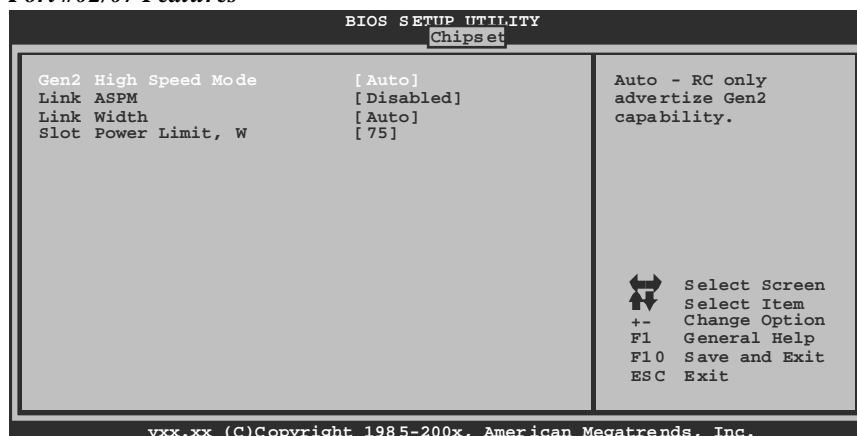 Port #02/07 Features
BIOS SETUP UTILITY
Chipset
Gen2 High Speed Mode [Auto]
Link ASPM [Disabled]
Link Width [Auto]
Slot Power Limit, W [75]
Auto - RC only
advertize Gen2
capability.
Select Screen
Select Item
+- Change Option
F1 General Help
F10 Save and Exit
ESC Exit
vxx.xx (C)Copyright 1985-200x, American Megatrends, Inc.